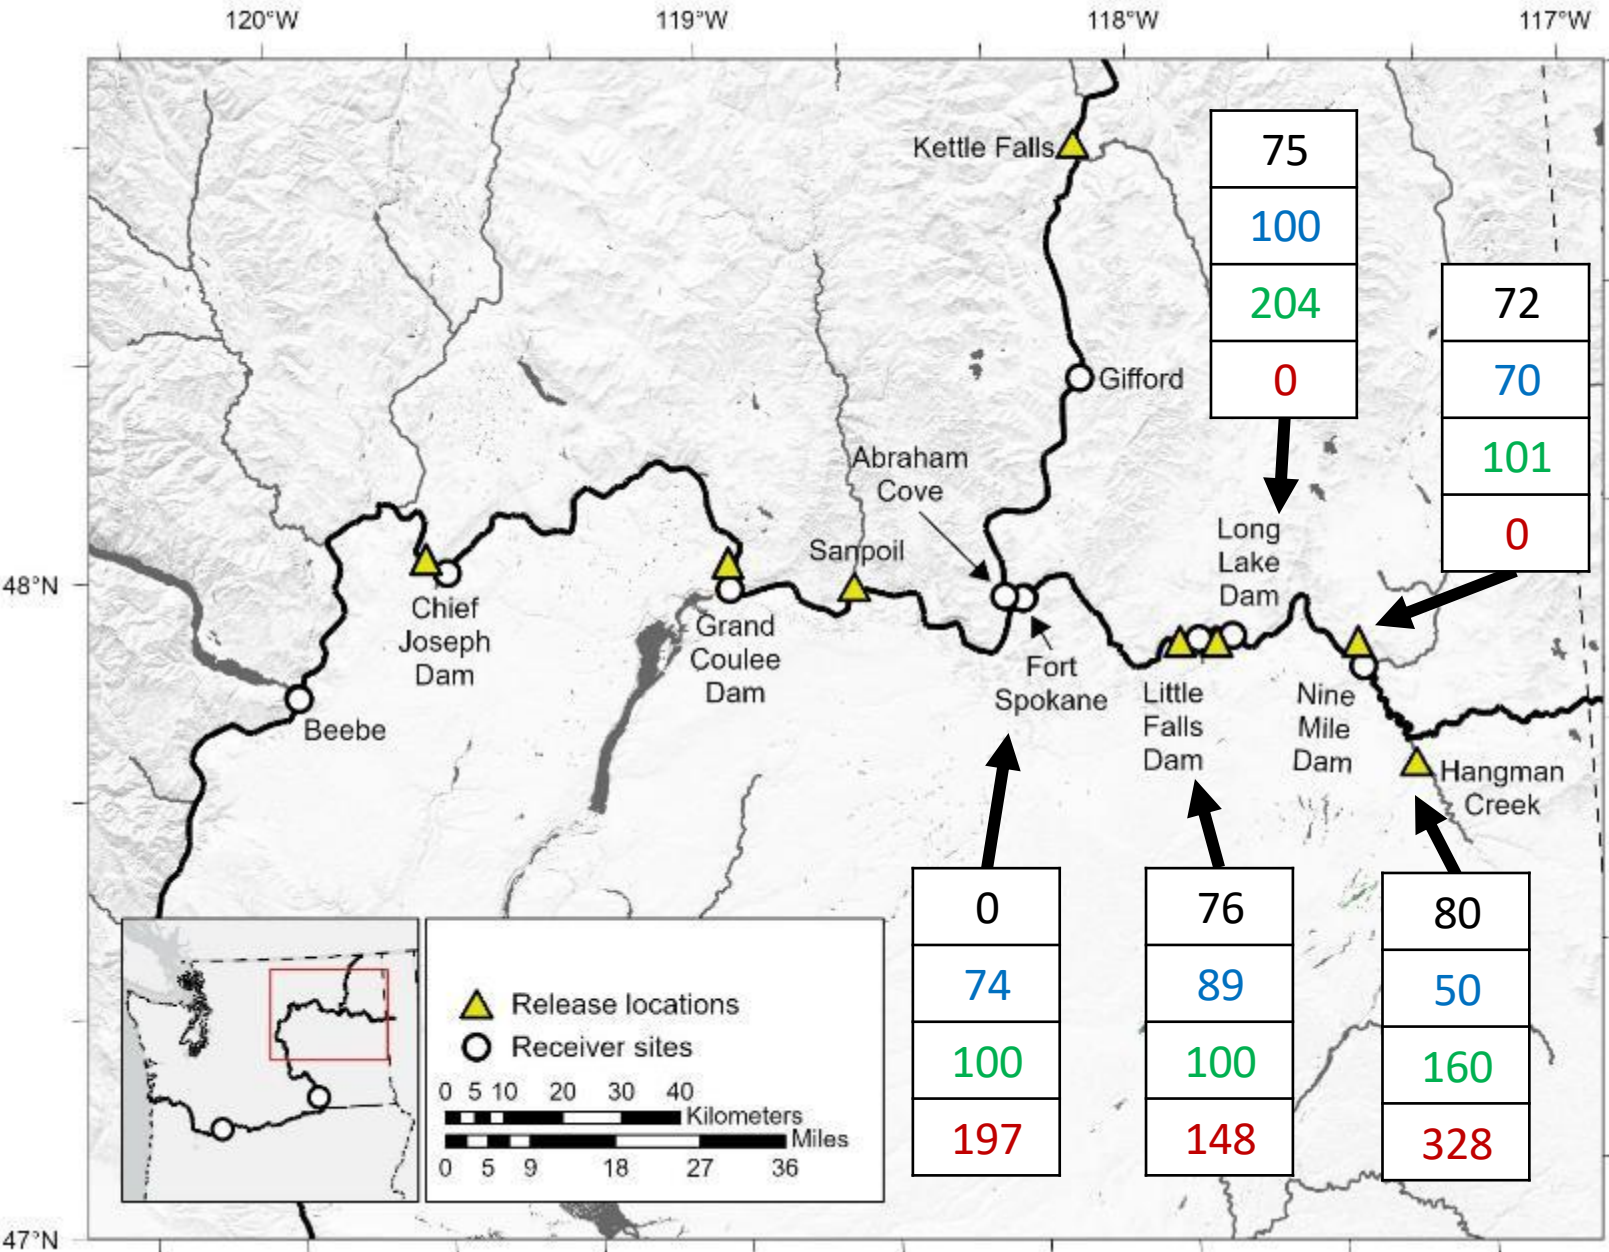 120°W
119°W
118°W
117°W
48°N
47°N
Kettle Falls
Gifford
Abraham
Cove
Sanpoil
Long
Lake
Dam
Chief
Joseph
Dam
Grand
Coulee
Dam
Fort
Spokane
Little
Falls
Dam
Nine
Mile
Dam
Hangman
Creek
Beebe
75
100
204
0
72
70
101
0
0
74
100
197
76
89
100
148
80
50
160
328
Release locations
Receiver sites
0 5 10 20 30 40
Kilometers
Miles
0 5 9 18 27 36